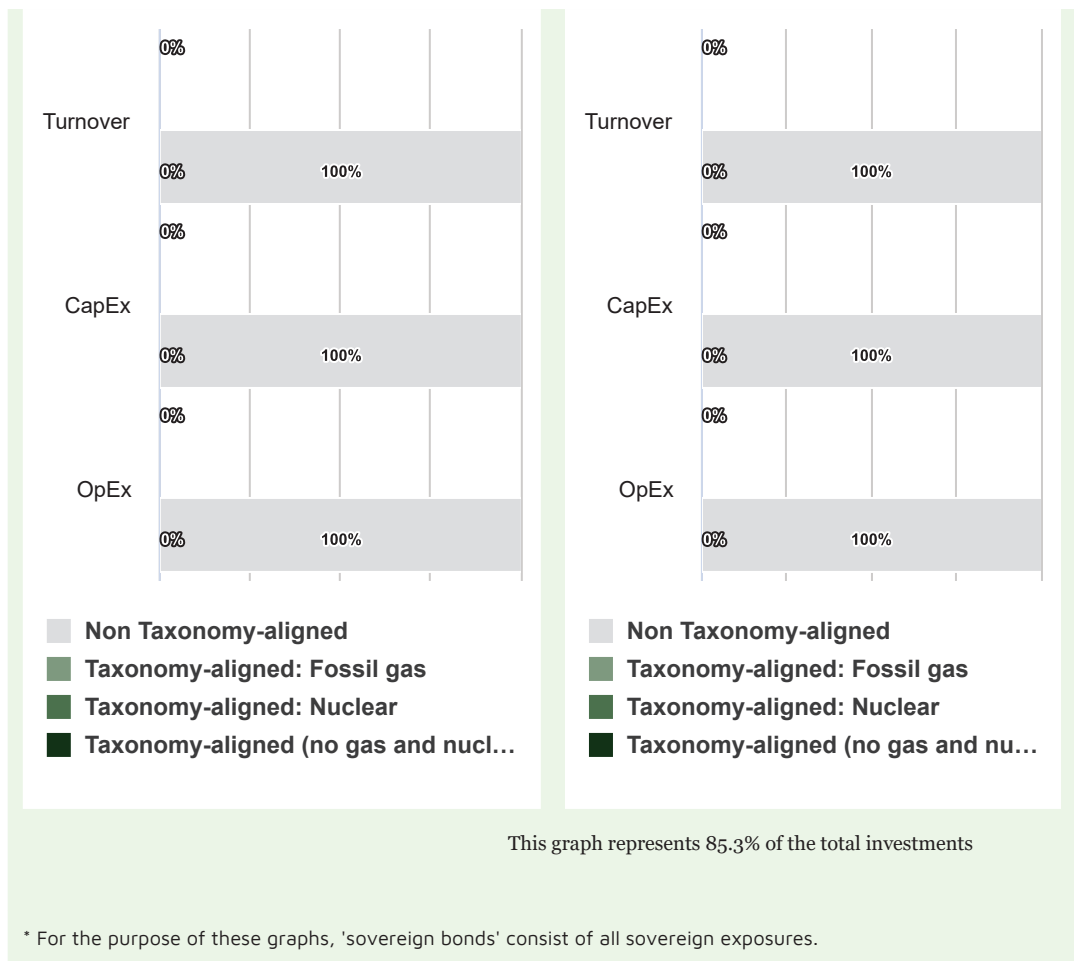 0%
Turnover
0% 100%
0%
CapEx
0% 100%
0%
OpEx
0% 100%
Non Taxonomy-aligned
Taxonomy-aligned: Fossil gas
Taxonomy-aligned: Nuclear
Taxonomy-aligned (no gas and nucl...
0%
Turnover
0% 100%
0%
CapEx
0% 100%
0%
OpEx
0% 100%
Non Taxonomy-aligned
Taxonomy-aligned: Fossil gas
Taxonomy-aligned: Nuclear
Taxonomy-aligned (no gas and nu...
This graph represents 85.3% of the total investments
* For the purpose of these graphs, 'sovereign bonds' consist of all sovereign exposures.